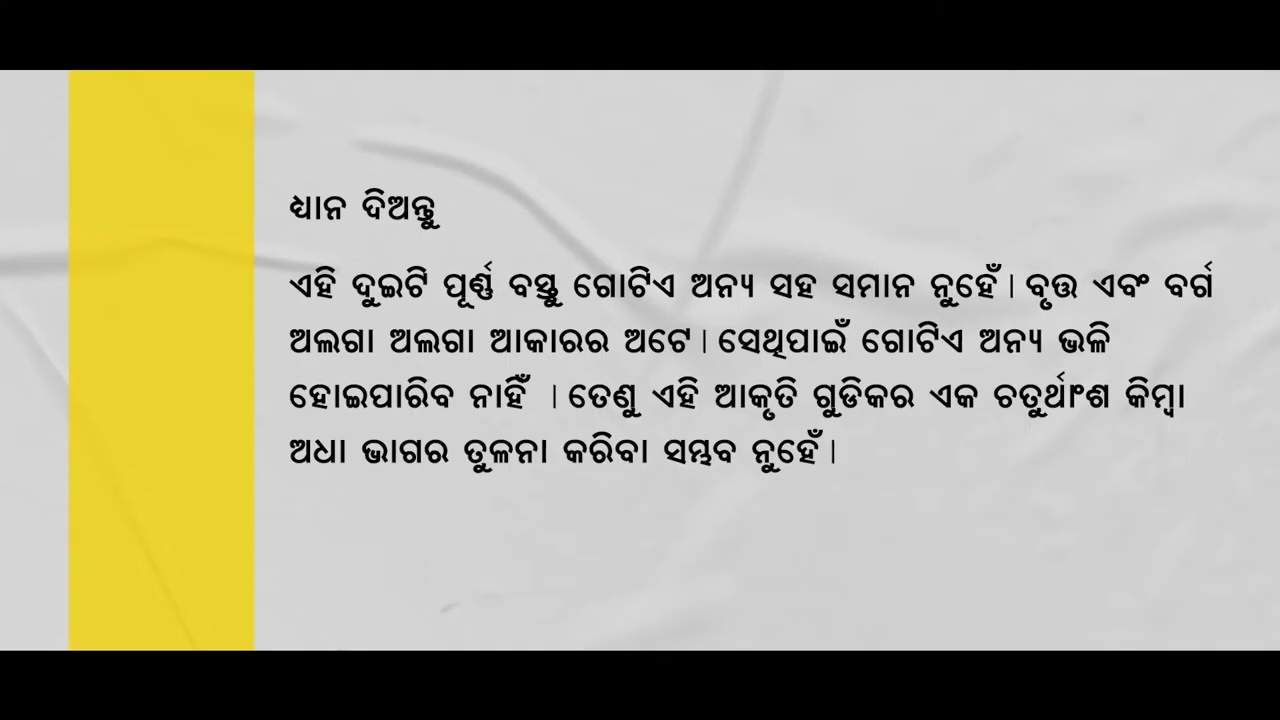 ଧ୍ୟାନ ଦିଅନ୍ତୁ
ଏହି ଦୁଇଟି ପୂର୍ଣ୍ଣ ବସ୍ତୁ ଗୋଟିଏ ଅନ୍ୟ ସହ ସମାନ ନୁହେଁ। ବୃତ୍ତ ଏବଂ ବର୍ଗ
ଅଲଗା ଅଲଗା ଆକାରର ଅଟେ। ସେଥିପାଇଁ ଗୋଟିଏ ଅନ୍ୟ ଭଳି
ହୋଇପାରିବ ନାହିଁ । ତେଣୁ ଏହି ଆକୃତି ଗୁଡିକର ଏକ ଚତୁର୍ଥାଂଶ କିମ୍ବା
ଅଧା ଭାଗର ତୁଳନା କରିବା ସମ୍ଭବ ନୁହେଁ।